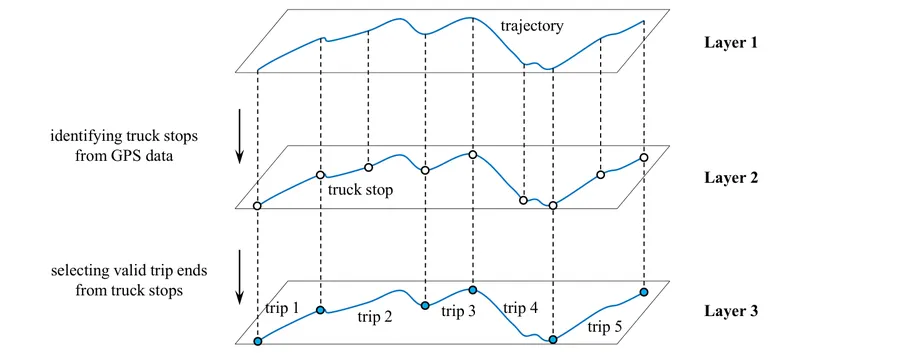 trajectory
Layer 1
identifying truck stops
from GPS data
truck stop
Layer 2
selecting valid trip ends
from truck stops
trip 1
trip 2
trip 3
trip 4
trip 5
Layer 3